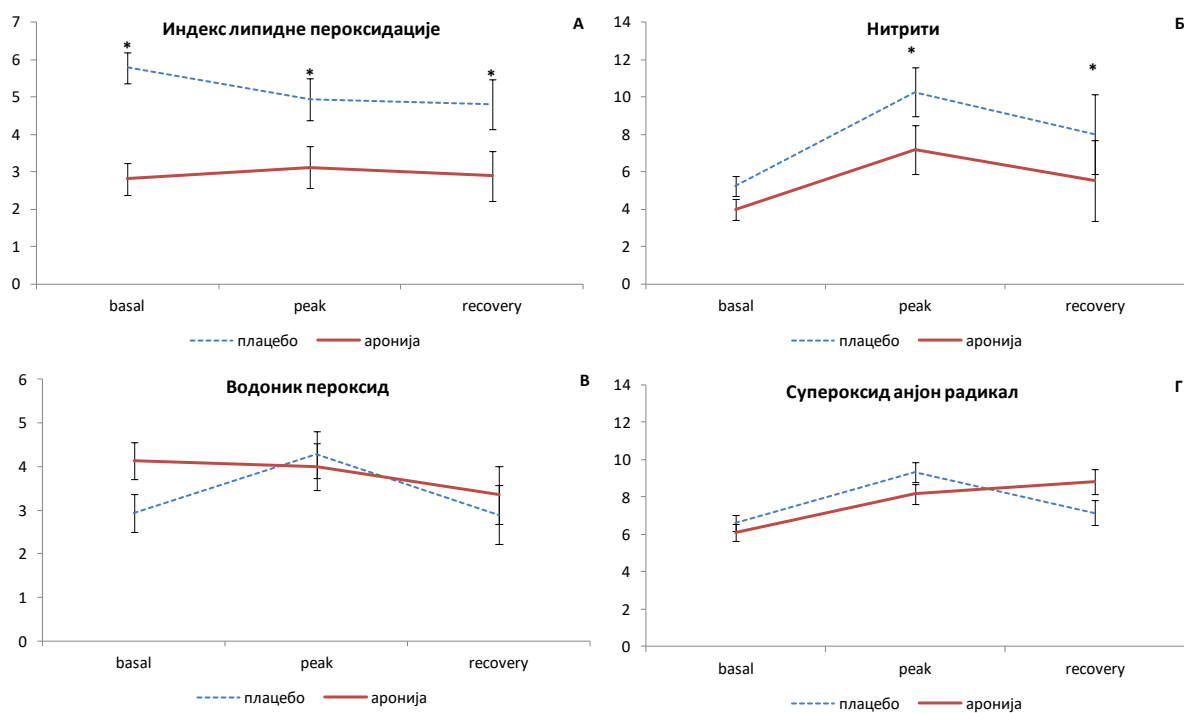 А
Индекс липидне пероксидације
7
6
5
4
3
2
1
0
*
*
*
basal peak recovery
плацебо аронија
Б
Нитрити
14
12
10
8
6
4
2
0
*
*
basal peak recovery
плацебо аронија
В
Водоник пероксид
6
5
4
3
2
1
0
basal peak recovery
плацебо аронија
Г
Супероксид анјон радикал
14
12
10
8
6
4
2
0
basal peak recovery
плацебо аронија